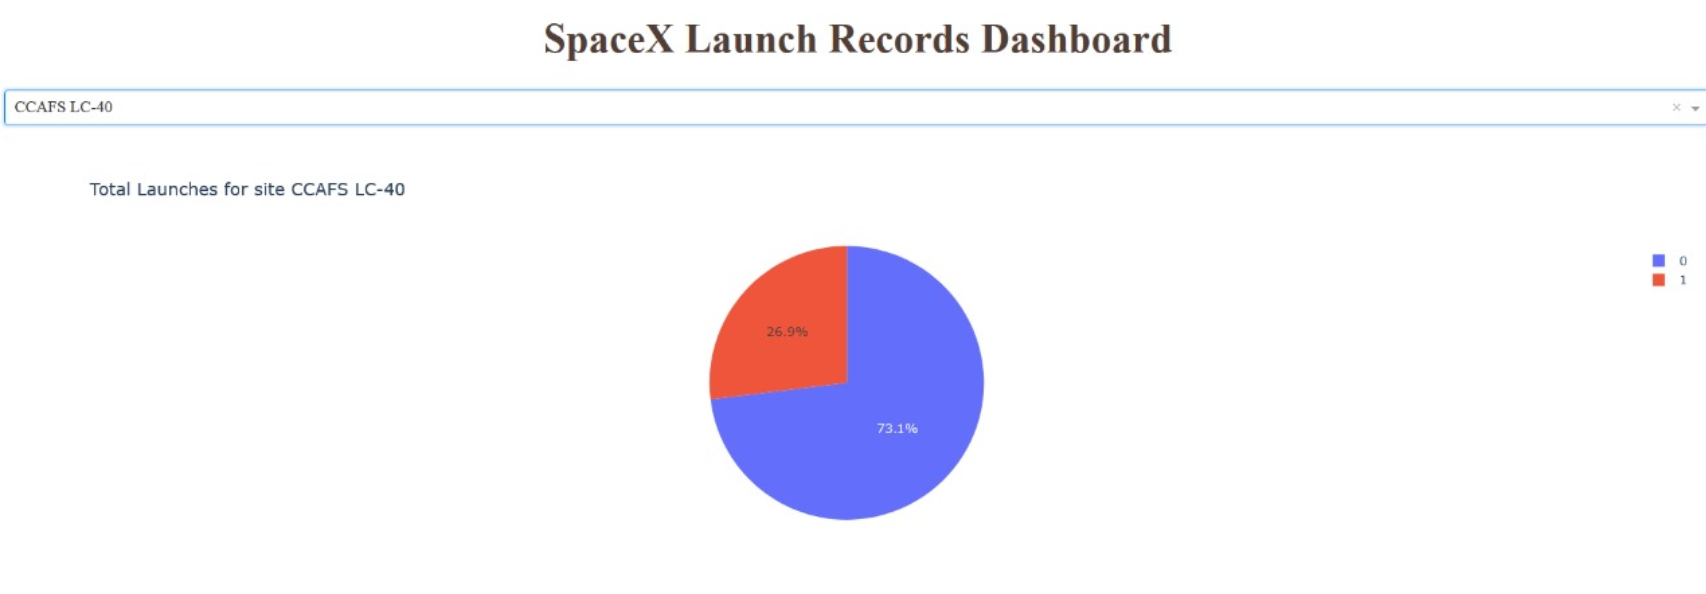 SpaceX Launch Records Dashboard
CCAFS LC-40
× 
Total Launches for site CCAFS LC-40
0
1
26.9%
73.1%